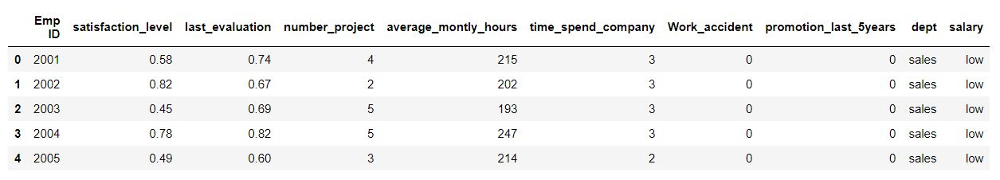 Emp ID satisfaction_level last_evaluation number_project average_montly_hours time_spend_company Work_accident promotion_last_5years dept salary
0 2001 0.58 0.74 4 215 3 0 0 sales low
1 2002 0.82 0.67 2 202 3 0 0 sales low
2 2003 0.45 0.69 5 193 3 0 0 sales low
3 2004 0.78 0.82 5 247 3 0 0 sales low
4 2005 0.49 0.60 3 214 2 0 0 sales low